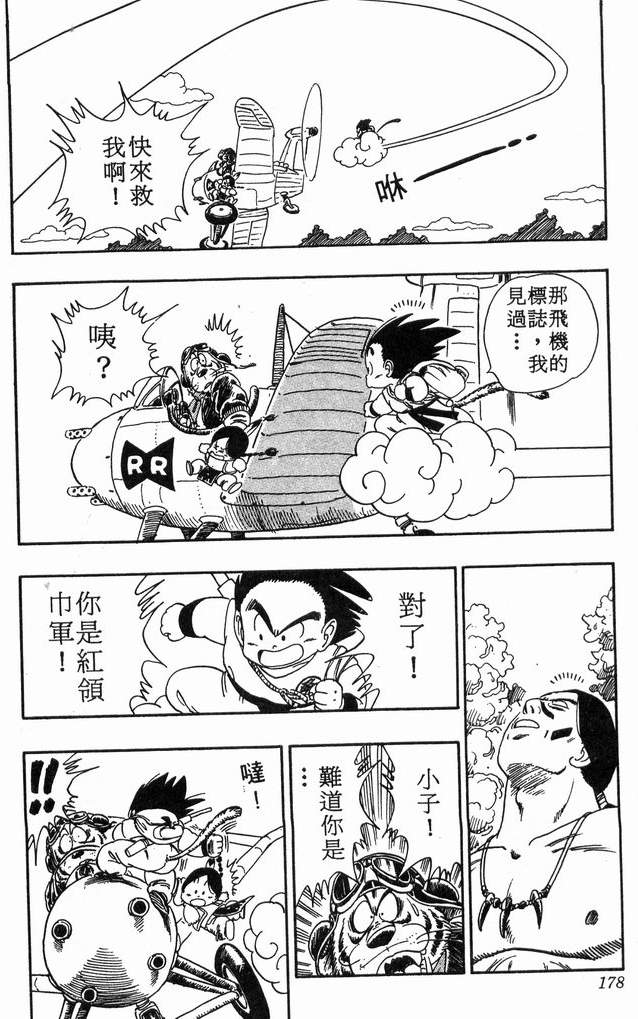 快來救
我啊！
咻
那飛機的
標誌，我
見過…
咦？
RR
對了！
你是紅領
巾軍！
小子！
難道你是
…
噠！
!!
178